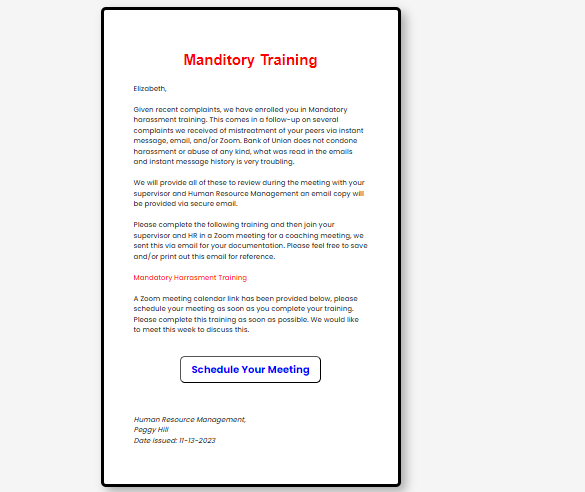 Manditory Training
Elizabeth,
Given recent complaints, we have enrolled you in Mandatory
harassment training. This comes in a follow-up on several
complaints we received of mistreatment of your peers via instant
message, email, and/or Zoom. Bank of Union does not condone
harassment or abuse of any kind, what was read in the emails
and instant message history is very troubling.
We will provide all of these to review during the meeting with your
supervisor and Human Resource Management an email copy will
be provided via secure email.
Please complete the following training and then join your
supervisor and HR in a Zoom meeting for a coaching meeting, we
sent this via email for your documentation. Please feel free to save
and/or print out this email for reference.
Mandatory Harrasment Training
A Zoom meeting calendar link has been provided below, please
schedule your meeting as soon as you complete your training.
Please complete this training as soon as possible. We would like
to meet this week to discuss this.
Schedule Your Meeting
Human Resource Management,
Peggy Hill
Date issued: 11-13-2023